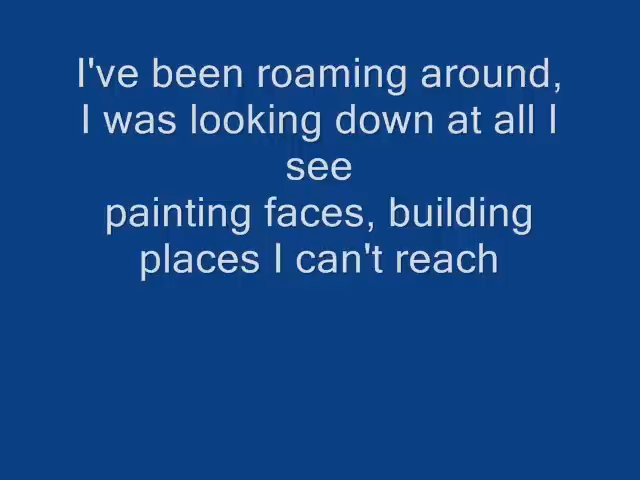 I've been roaming around,
I was looking down at all I
see
painting faces, building
places I can't reach